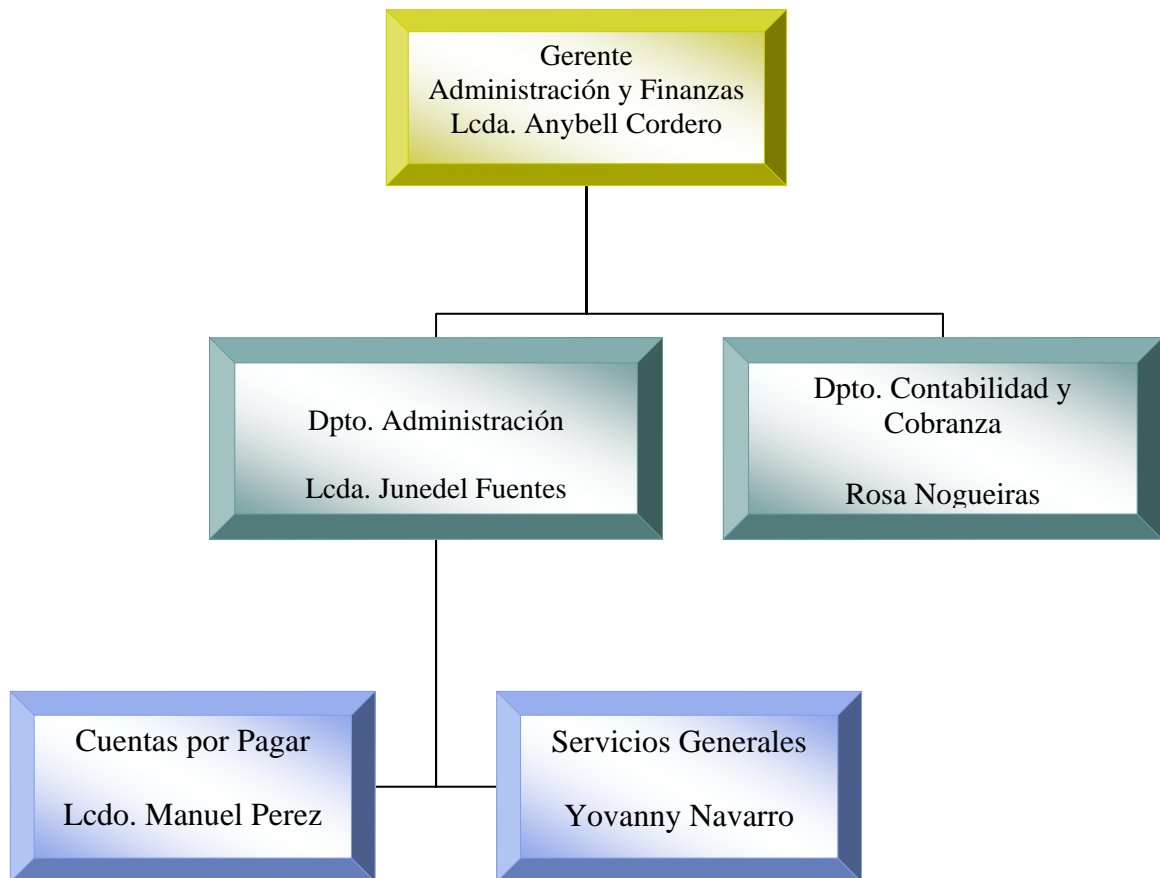 Gerente
Administración y Finanzas
Lcda. Anybell Cordero
Dpto. Administración
Lcda. Junedel Fuentes
Dpto. Contabilidad y
Cobranza
Rosa Nogueiras
Cuentas por Pagar
Lcdo. Manuel Perez
Servicios Generales
Yovanny Navarro